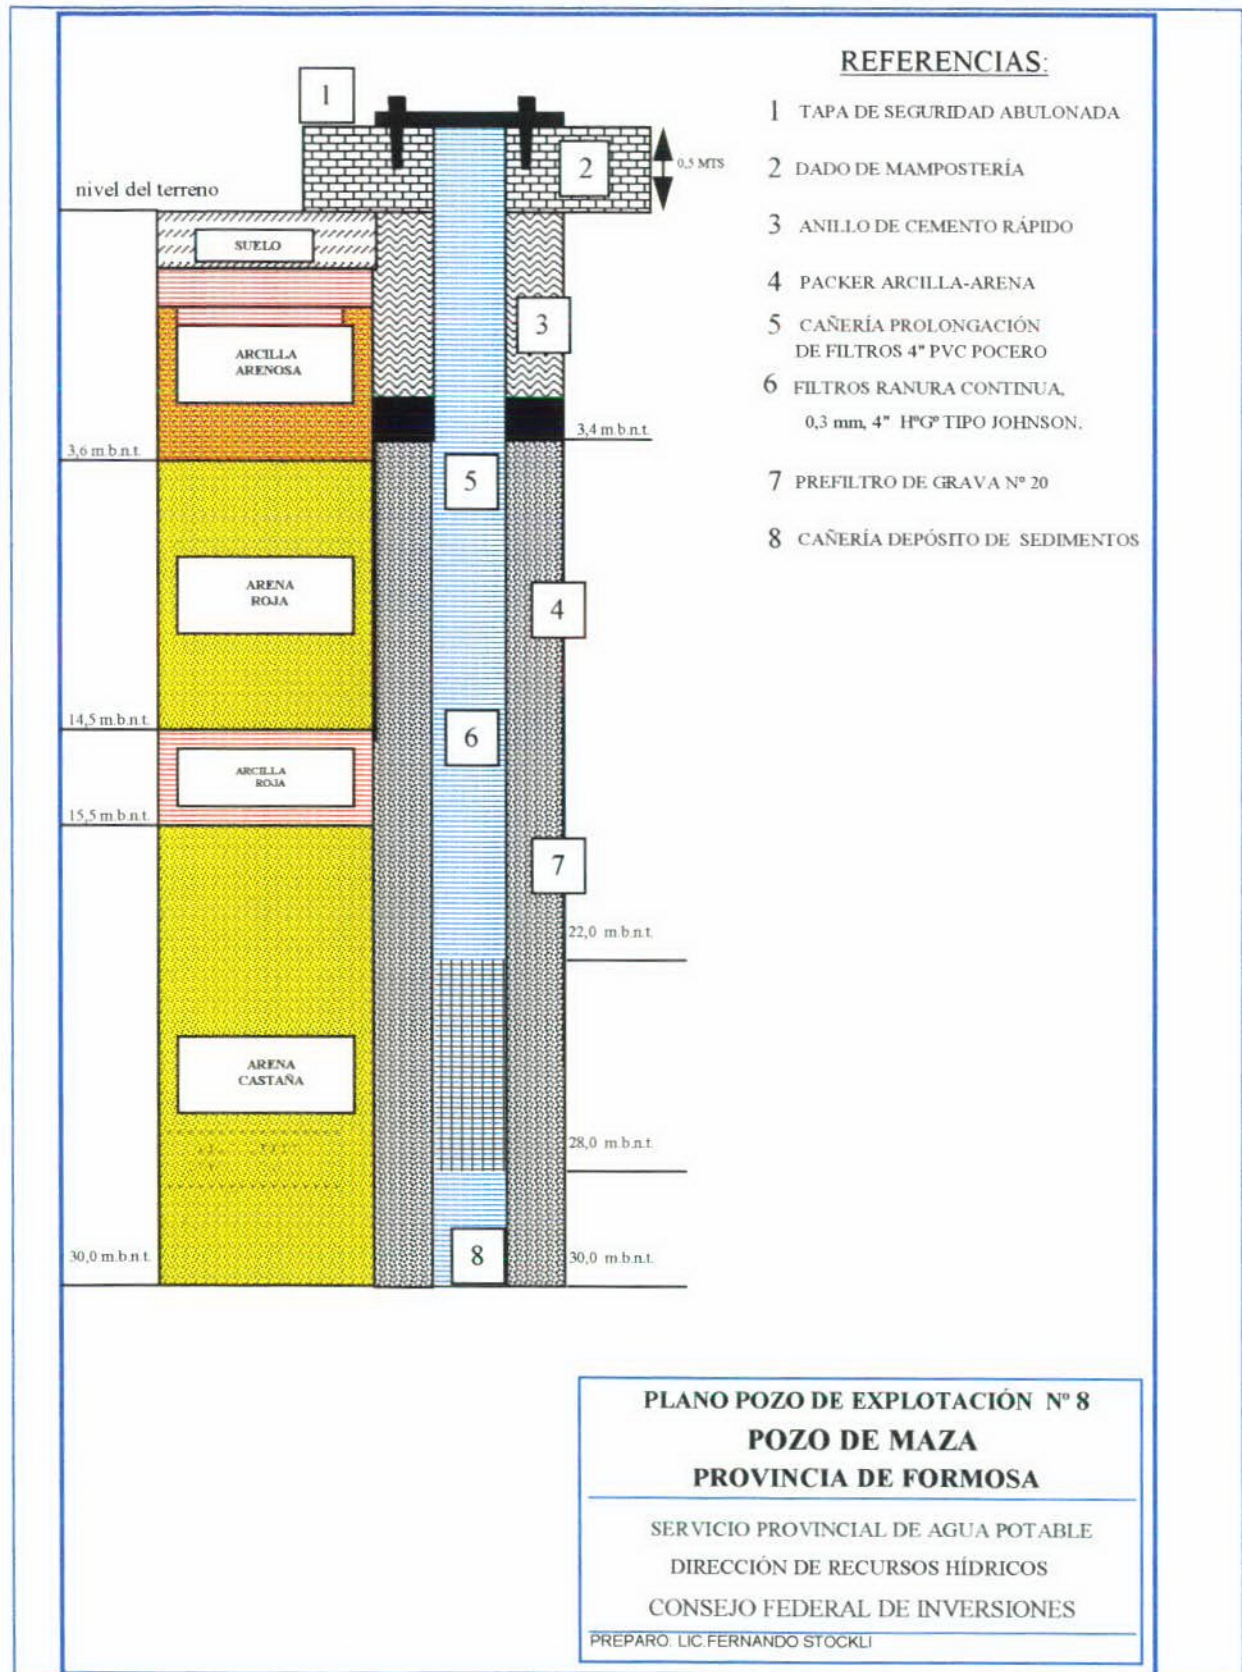 REFERENCIAS:
1 TAPA DE SEGURIDAD ABULONADA
2 DADO DE MAMPOSTERÍA
3 ANILLO DE CEMENTO RÁPIDO
4 PACKER ARCILLA-ARENA
5 CAÑERÍA PROLONGACIÓN
DE FILTROS 4" PVC POCERO
6 FILTROS RANURA CONTINUA,
0,3 mm, 4" HºGº TIPO JOHNSON.
7 PREFILTRO DE GRAVA Nº 20
8 CAÑERÍA DEPÓSITO DE SEDIMENTOS
1
2
0,5 MTS
nivel del terreno
SUELO
3
ARCILLA
ARENOSA
3,4 m.b.n.t.
3,6 m.b.n.t.
5
ARENA
ROJA
4
14,5 m.b.n.t.
6
ARCILLA
ROJA
15,5 m.b.n.t.
7
22,0 m.b.n.t.
ARENA
CASTAÑA
28,0 m.b.n.t.
30,0 m.b.n.t.
8
30,0 m.b.n.t.
PLANO POZO DE EXPLOTACIÓN Nº 8
POZO DE MAZA
PROVINCIA DE FORMOSA
SERVICIO PROVINCIAL DE AGUA POTABLE
DIRECCIÓN DE RECURSOS HÍDRICOS
CONSEJO FEDERAL DE INVERSIONES
PREPARO. LIC.FERNANDO STOCKLI